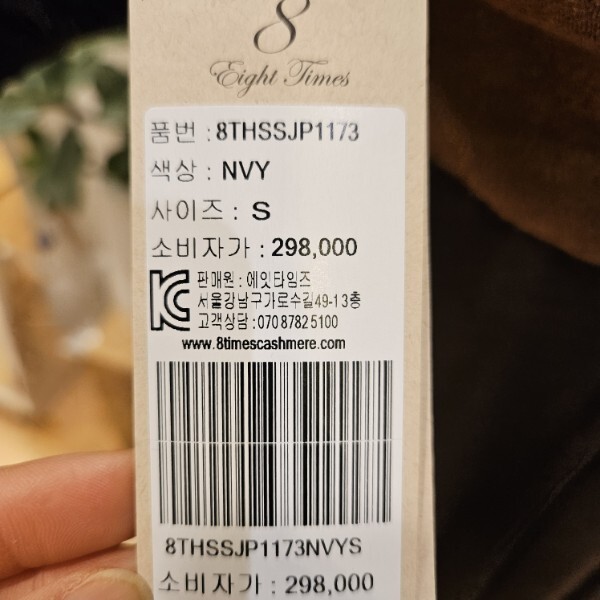 8
Eight Times
품번 : 8THSSJP1173
색상 : NVY
사이즈 : S
소비자가 : 298,000
판매원 : 에잇타임즈
서울강남구가로수길49-1 3층
고객상담 : 070 8782 5100
www.8timescashmere.com
8THSSJP1173NVYS
소비자가 : 298,000